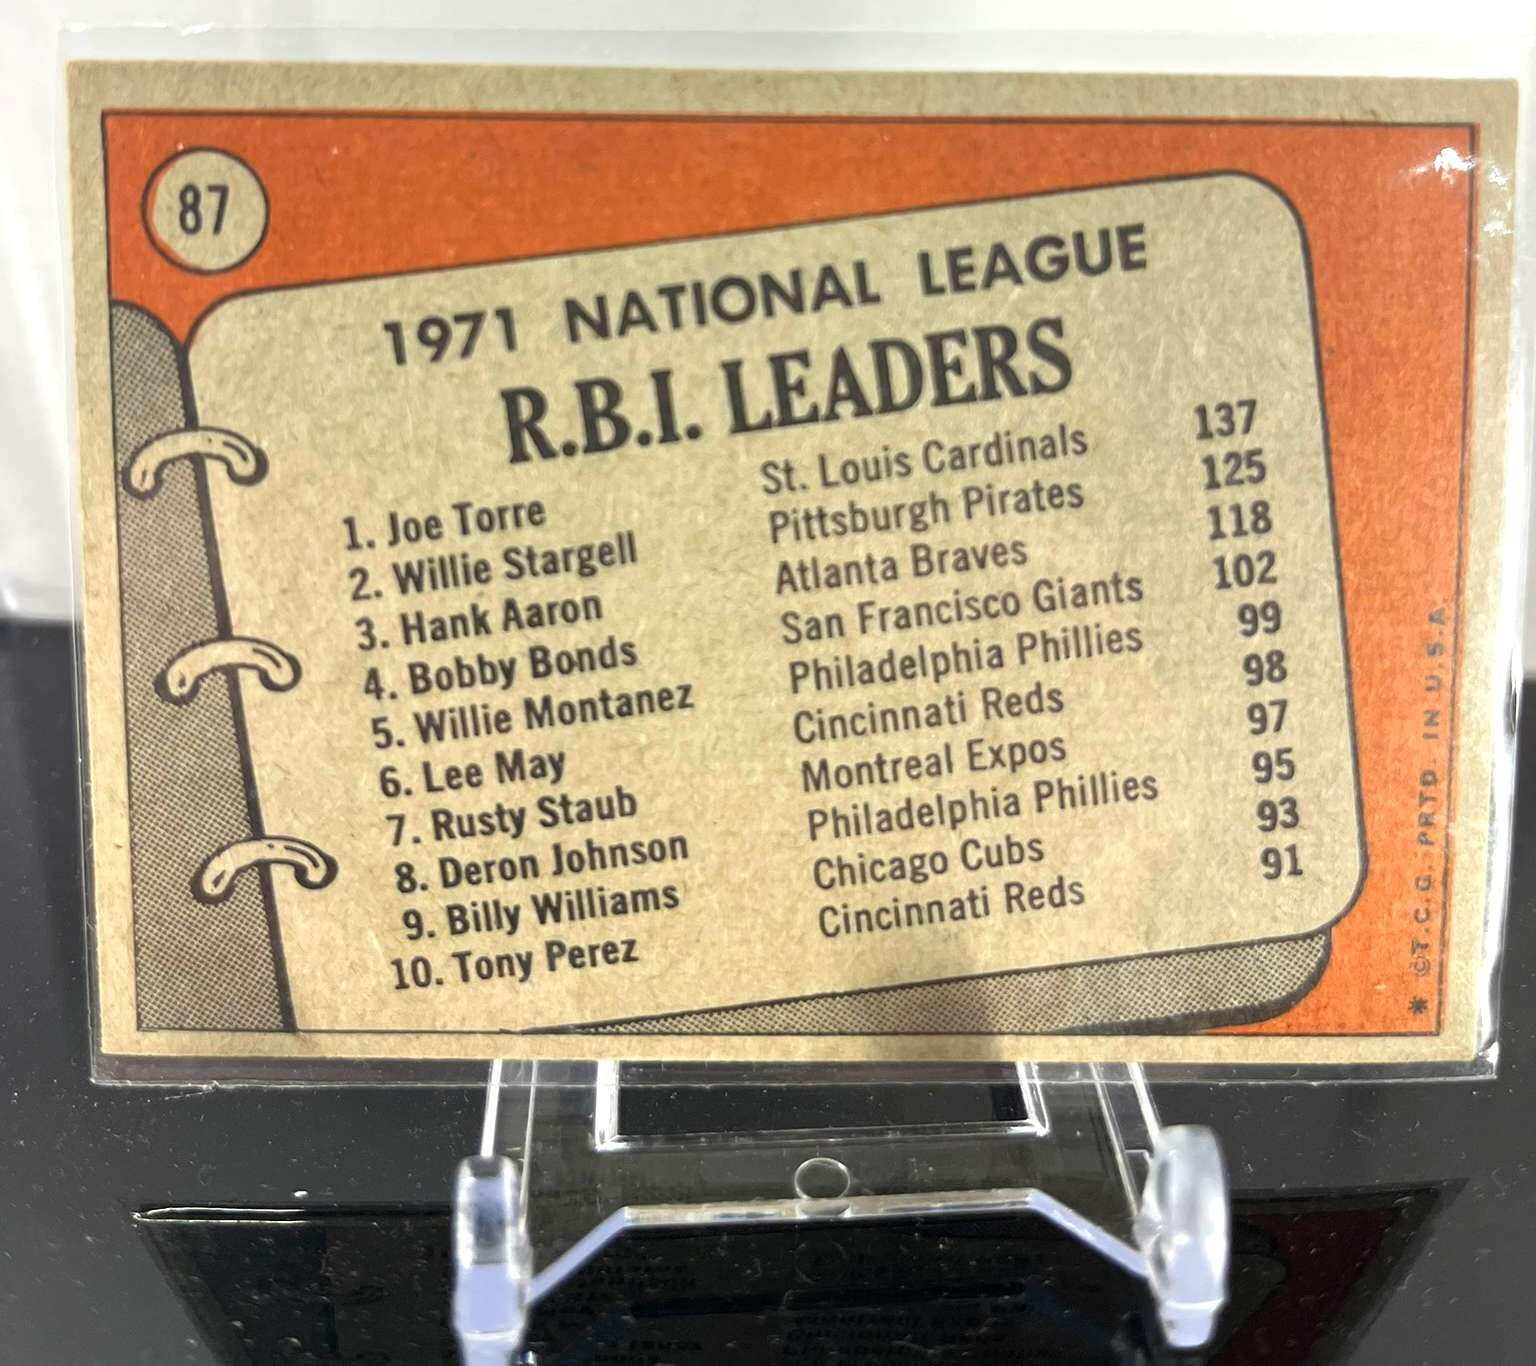 87
1971 NATIONAL LEAGUE
R.B.I. LEADERS
1. Joe Torre St. Louis Cardinals 137
2. Willie Stargell Pittsburgh Pirates 125
3. Hank Aaron Atlanta Braves 118
4. Bobby Bonds San Francisco Giants 102
5. Willie Montanez Philadelphia Phillies 99
6. Lee May Cincinnati Reds 98
7. Rusty Staub Montreal Expos 97
8. Deron Johnson Philadelphia Phillies 95
9. Billy Williams Chicago Cubs 93
10. Tony Perez Cincinnati Reds 91
* ©T.C.G. PRTD. IN U.S.A.